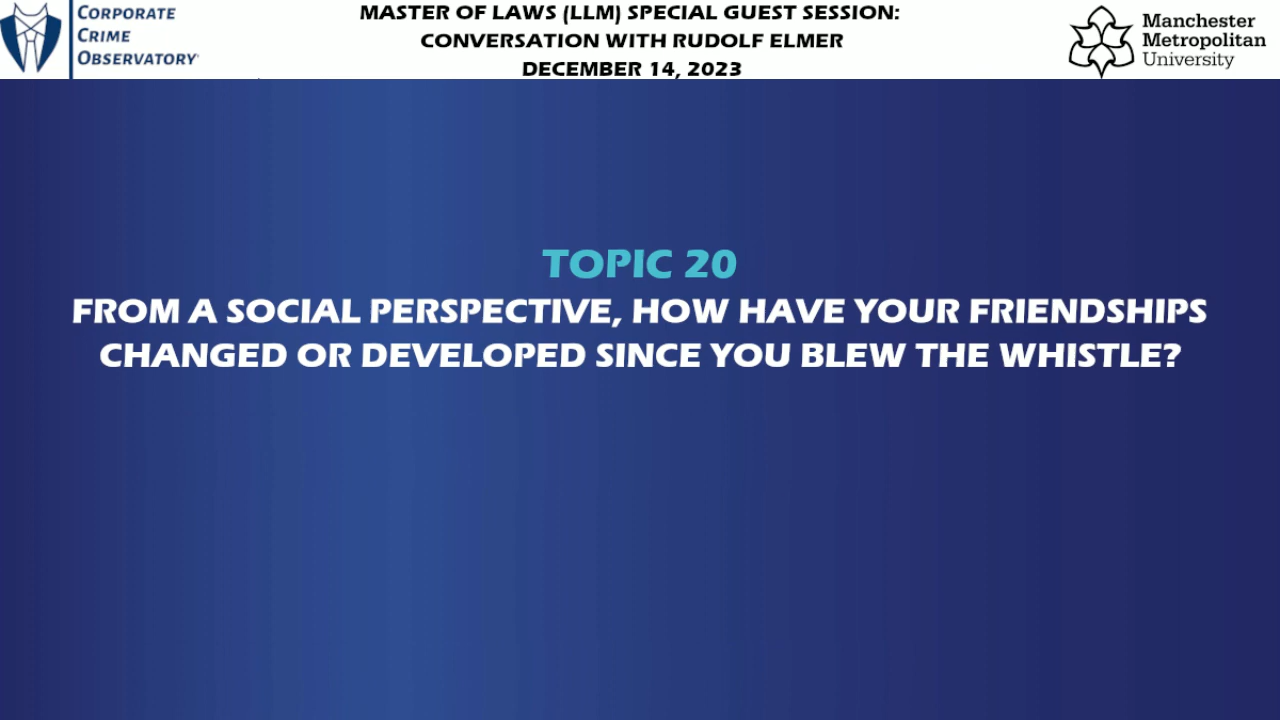 CORPORATE
CRIME
OBSERVATORY
MASTER OF LAWS (LLM) SPECIAL GUEST SESSION:
CONVERSATION WITH RUDOLF ELMER
DECEMBER 14, 2023
Manchester
Metropolitan
University
TOPIC 20
FROM A SOCIAL PERSPECTIVE, HOW HAVE YOUR FRIENDSHIPS
CHANGED OR DEVELOPED SINCE YOU BLEW THE WHISTLE?